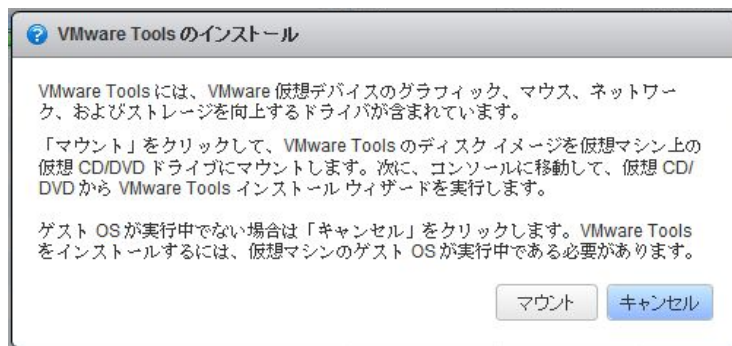 VMware Tools のインストール
VMware Tools には、VMware 仮想デバイスのグラフィック、マウス、ネットワー
ク、およびストレージを向上するドライバが含まれています。
「マウント」をクリックして、VMware Tools のディスク イメージを仮想マシン上の
仮想 CD/DVD ドライブにマウントします。次に、コンソールに移動して、仮想 CD/
DVD から VMware Tools インストール ウィザードを実行します。
ゲスト OS が実行中でない場合は「キャンセル」をクリックします。VMware Tools
をインストールするには、仮想マシンのゲスト OS が実行中である必要があります。
マウント キャンセル